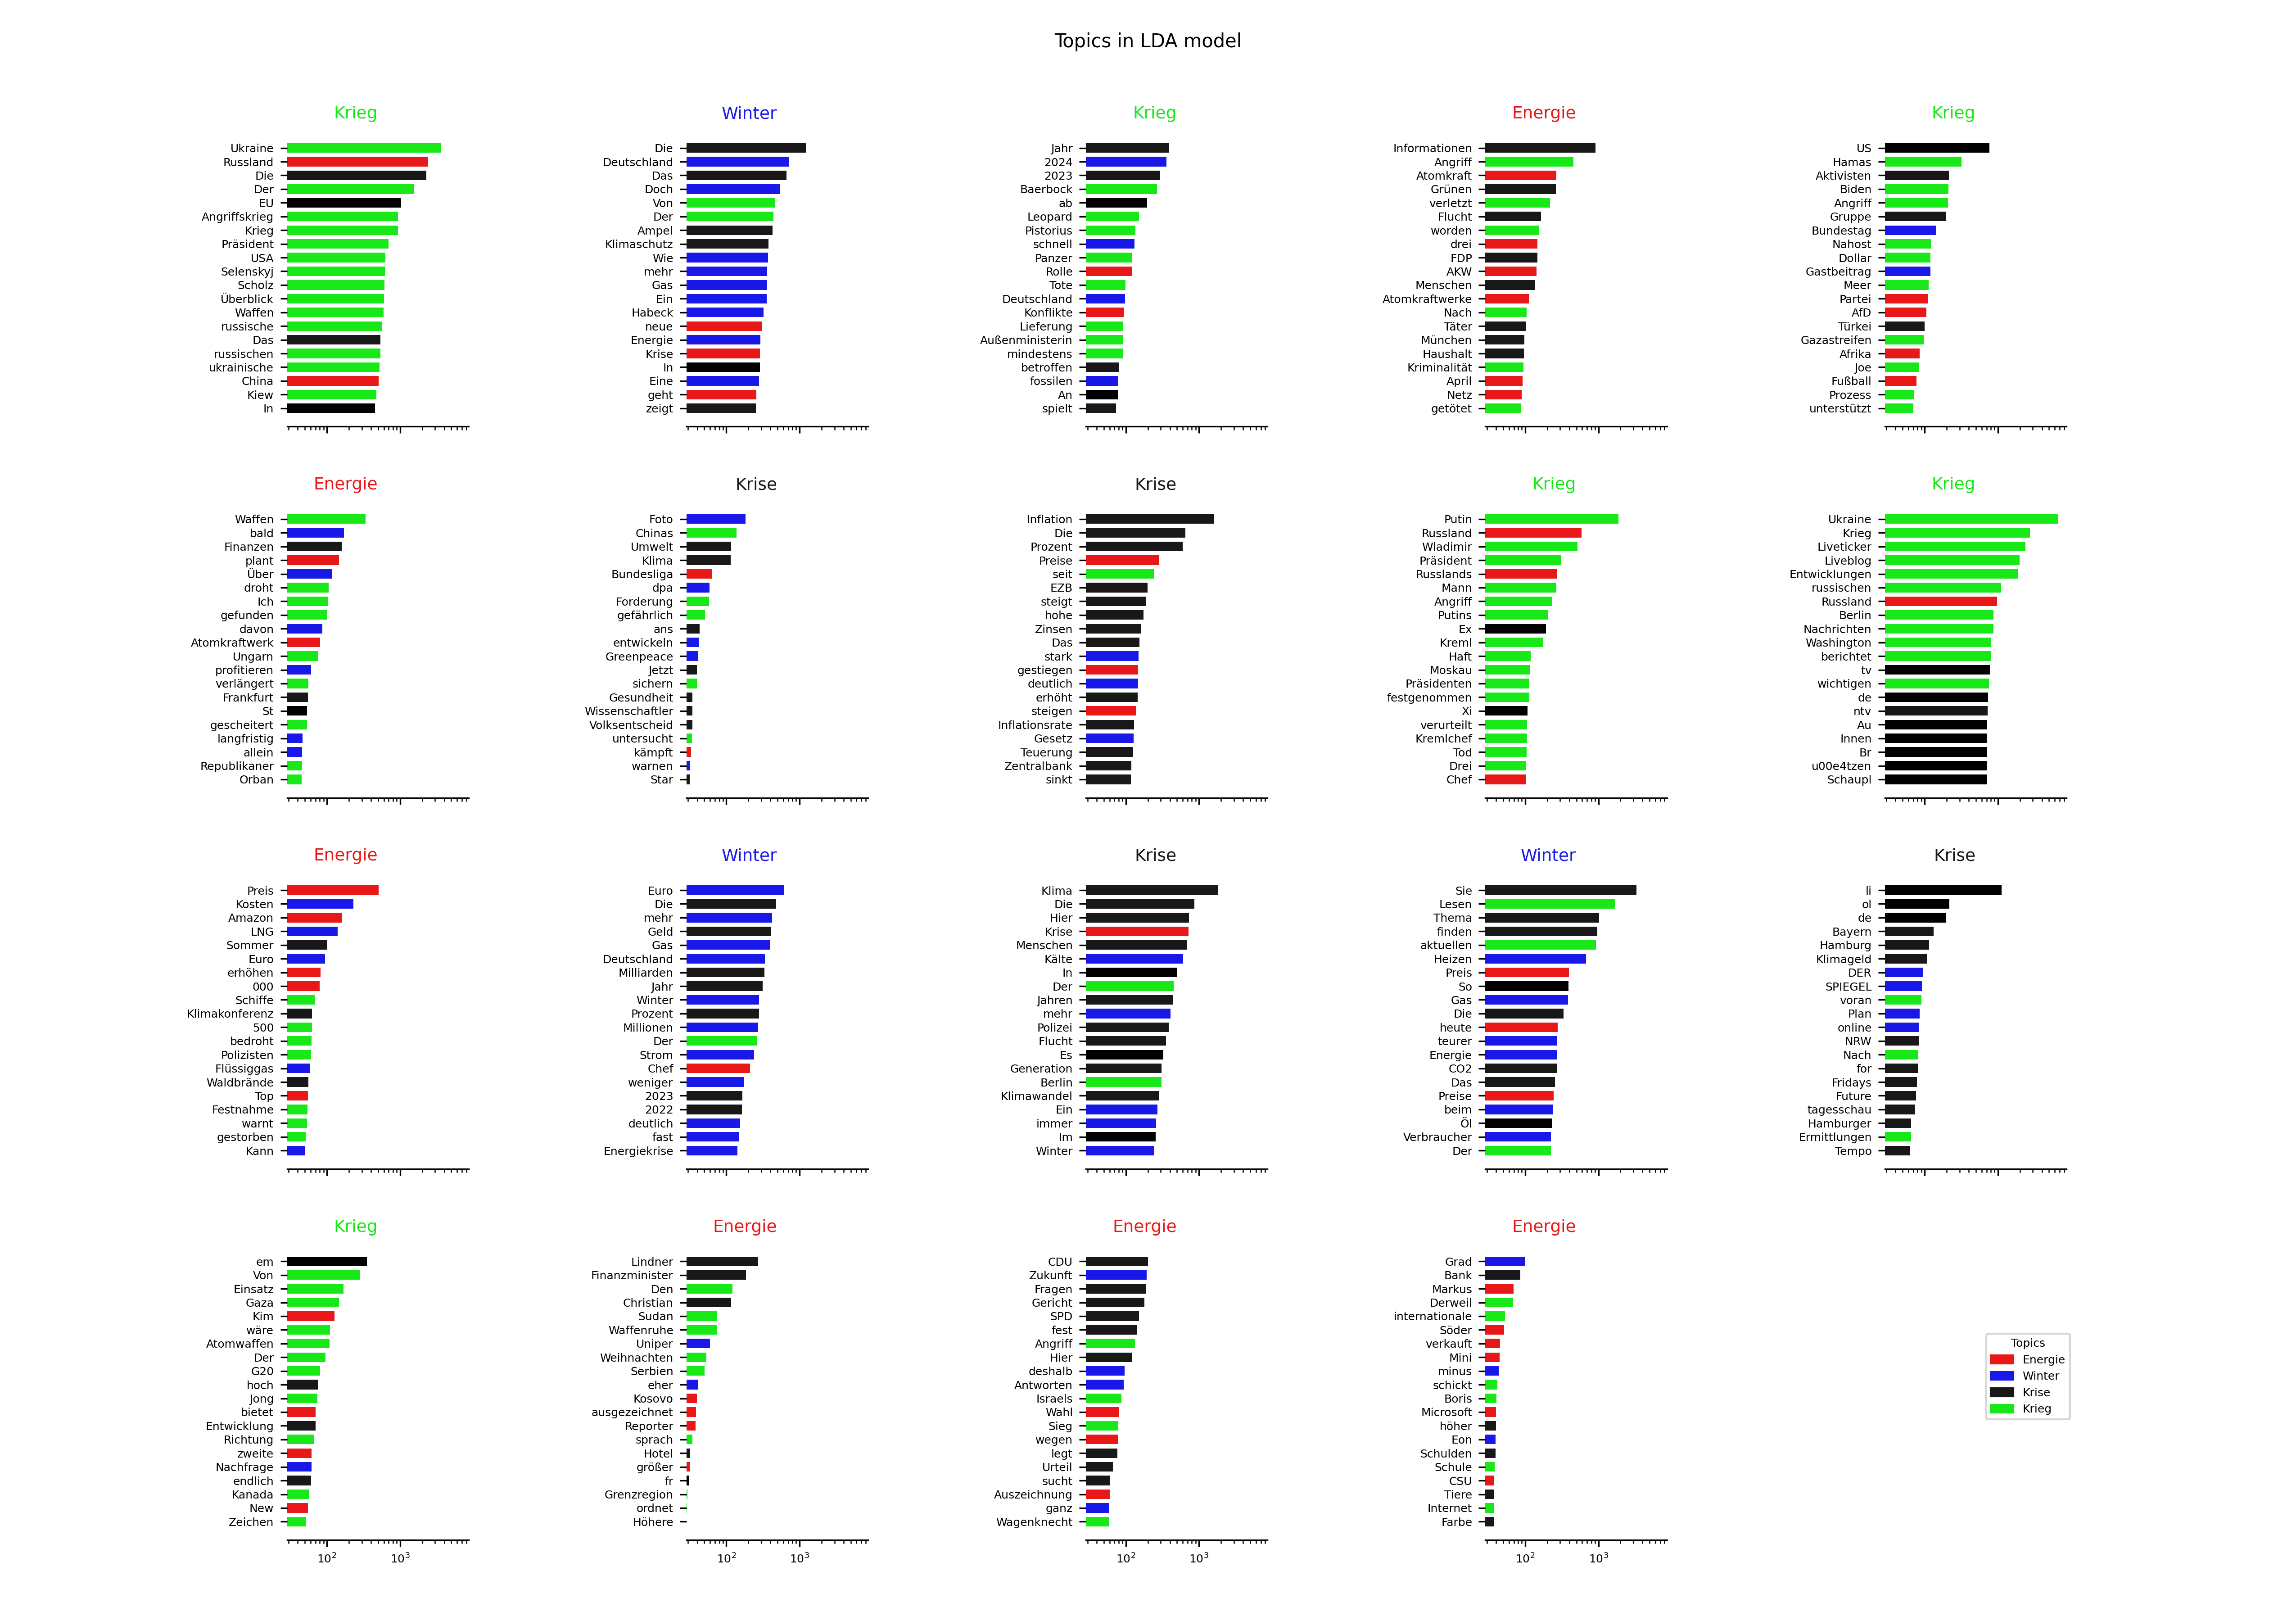 Topics in LDA model
Krieg
Ukraine
Russland
Die
Der
EU
Angriffskrieg
Krieg
Präsident
USA
Selenskyj
Scholz
Überblick
Waffen
russische
Das
russischen
ukrainische
China
Kiew
In
Winter
Die
Deutschland
Das
Doch
Von
Der
Ampel
Klimaschutz
Wie
mehr
Gas
Ein
Habeck
neue
Energie
Krise
In
Eine
geht
zeigt
Krieg
Jahr
2024
2023
Baerbock
ab
Leopard
Pistorius
schnell
Panzer
Rolle
Tote
Deutschland
Konflikte
Lieferung
Außenministerin
mindestens
betroffen
fossilen
An
spielt
Energie
Informationen
Angriff
Atomkraft
Grünen
verletzt
Flucht
worden
drei
FDP
AKW
Menschen
Atomkraftwerke
Nach
Täter
München
Haushalt
Kriminalität
April
Netz
getötet
Krieg
US
Hamas
Aktivisten
Biden
Angriff
Gruppe
Bundestag
Nahost
Dollar
Gastbeitrag
Meer
Partei
AfD
Türkei
Gazastreifen
Afrika
Joe
Fußball
Prozess
unterstützt
Energie
Waffen
bald
Finanzen
plant
Über
droht
Ich
gefunden
davon
Atomkraftwerk
Ungarn
profitieren
verlängert
Frankfurt
St
gescheitert
langfristig
allein
Republikaner
Orban
Krise
Foto
Chinas
Umwelt
Klima
Bundesliga
dpa
Forderung
gefährlich
ans
entwickeln
Greenpeace
Jetzt
sichern
Gesundheit
Wissenschaftler
Volksentscheid
untersucht
kämpft
warnen
Star
Krise
Inflation
Die
Prozent
Preise
seit
EZB
steigt
hohe
Zinsen
Das
stark
gestiegen
deutlich
erhöht
steigen
Inflationsrate
Gesetz
Teuerung
Zentralbank
sinkt
Krieg
Putin
Russland
Wladimir
Präsident
Russlands
Mann
Angriff
Putins
Ex
Kreml
Haft
Moskau
Präsidenten
festgenommen
Xi
verurteilt
Kremlchef
Tod
Drei
Chef
Krieg
Ukraine
Krieg
Liveticker
Liveblog
Entwicklungen
russischen
Russland
Berlin
Nachrichten
Washington
berichtet
tv
wichtigen
de
ntv
Au
Innen
Br
u00e4tzen
Schaupl
Energie
Preis
Kosten
Amazon
LNG
Sommer
Euro
erhöhen
000
Schiffe
Klimakonferenz
500
bedroht
Polizisten
Flüssiggas
Waldbrände
Top
Festnahme
warnt
gestorben
Kann
Winter
Euro
Die
mehr
Geld
Gas
Deutschland
Milliarden
Jahr
Winter
Prozent
Millionen
Der
Strom
Chef
weniger
2023
2022
deutlich
fast
Energiekrise
Krise
Klima
Die
Hier
Krise
Menschen
Kälte
In
Der
Jahren
mehr
Polizei
Flucht
Es
Generation
Berlin
Klimawandel
Ein
immer
Im
Winter
Winter
Sie
Lesen
Thema
finden
aktuellen
Heizen
Preis
So
Gas
Die
heute
teurer
Energie
CO2
Das
Preise
beim
Öl
Verbraucher
Der
Krise
li
ol
de
Bayern
Hamburg
Klimageld
DER
SPIEGEL
voran
Plan
online
NRW
Nach
for
Fridays
Future
tagesschau
Hamburger
Ermittlungen
Tempo
Krieg
em
Von
Einsatz
Gaza
Kim
wäre
Atomwaffen
Der
G20
hoch
Jong
bietet
Entwicklung
Richtung
zweite
Nachfrage
endlich
Kanada
New
Zeichen
10² 10³
Energie
Lindner
Finanzminister
Den
Christian
Sudan
Waffenruhe
Uniper
Weihnachten
Serbien
eher
Kosovo
ausgezeichnet
Reporter
sprach
Hotel
größer
fr
Grenzregion
ordnet
Höhere
10² 10³
Energie
CDU
Zukunft
Fragen
Gericht
SPD
fest
Angriff
Hier
deshalb
Antworten
Israels
Wahl
Sieg
wegen
legt
Urteil
sucht
Auszeichnung
ganz
Wagenknecht
10² 10³
Energie
Grad
Bank
Markus
Derweil
internationale
Söder
verkauft
Mini
minus
schickt
Boris
Microsoft
höher
Eon
Schulden
Schule
CSU
Tiere
Internet
Farbe
10² 10³
Topics
Energie
Winter
Krise
Krieg